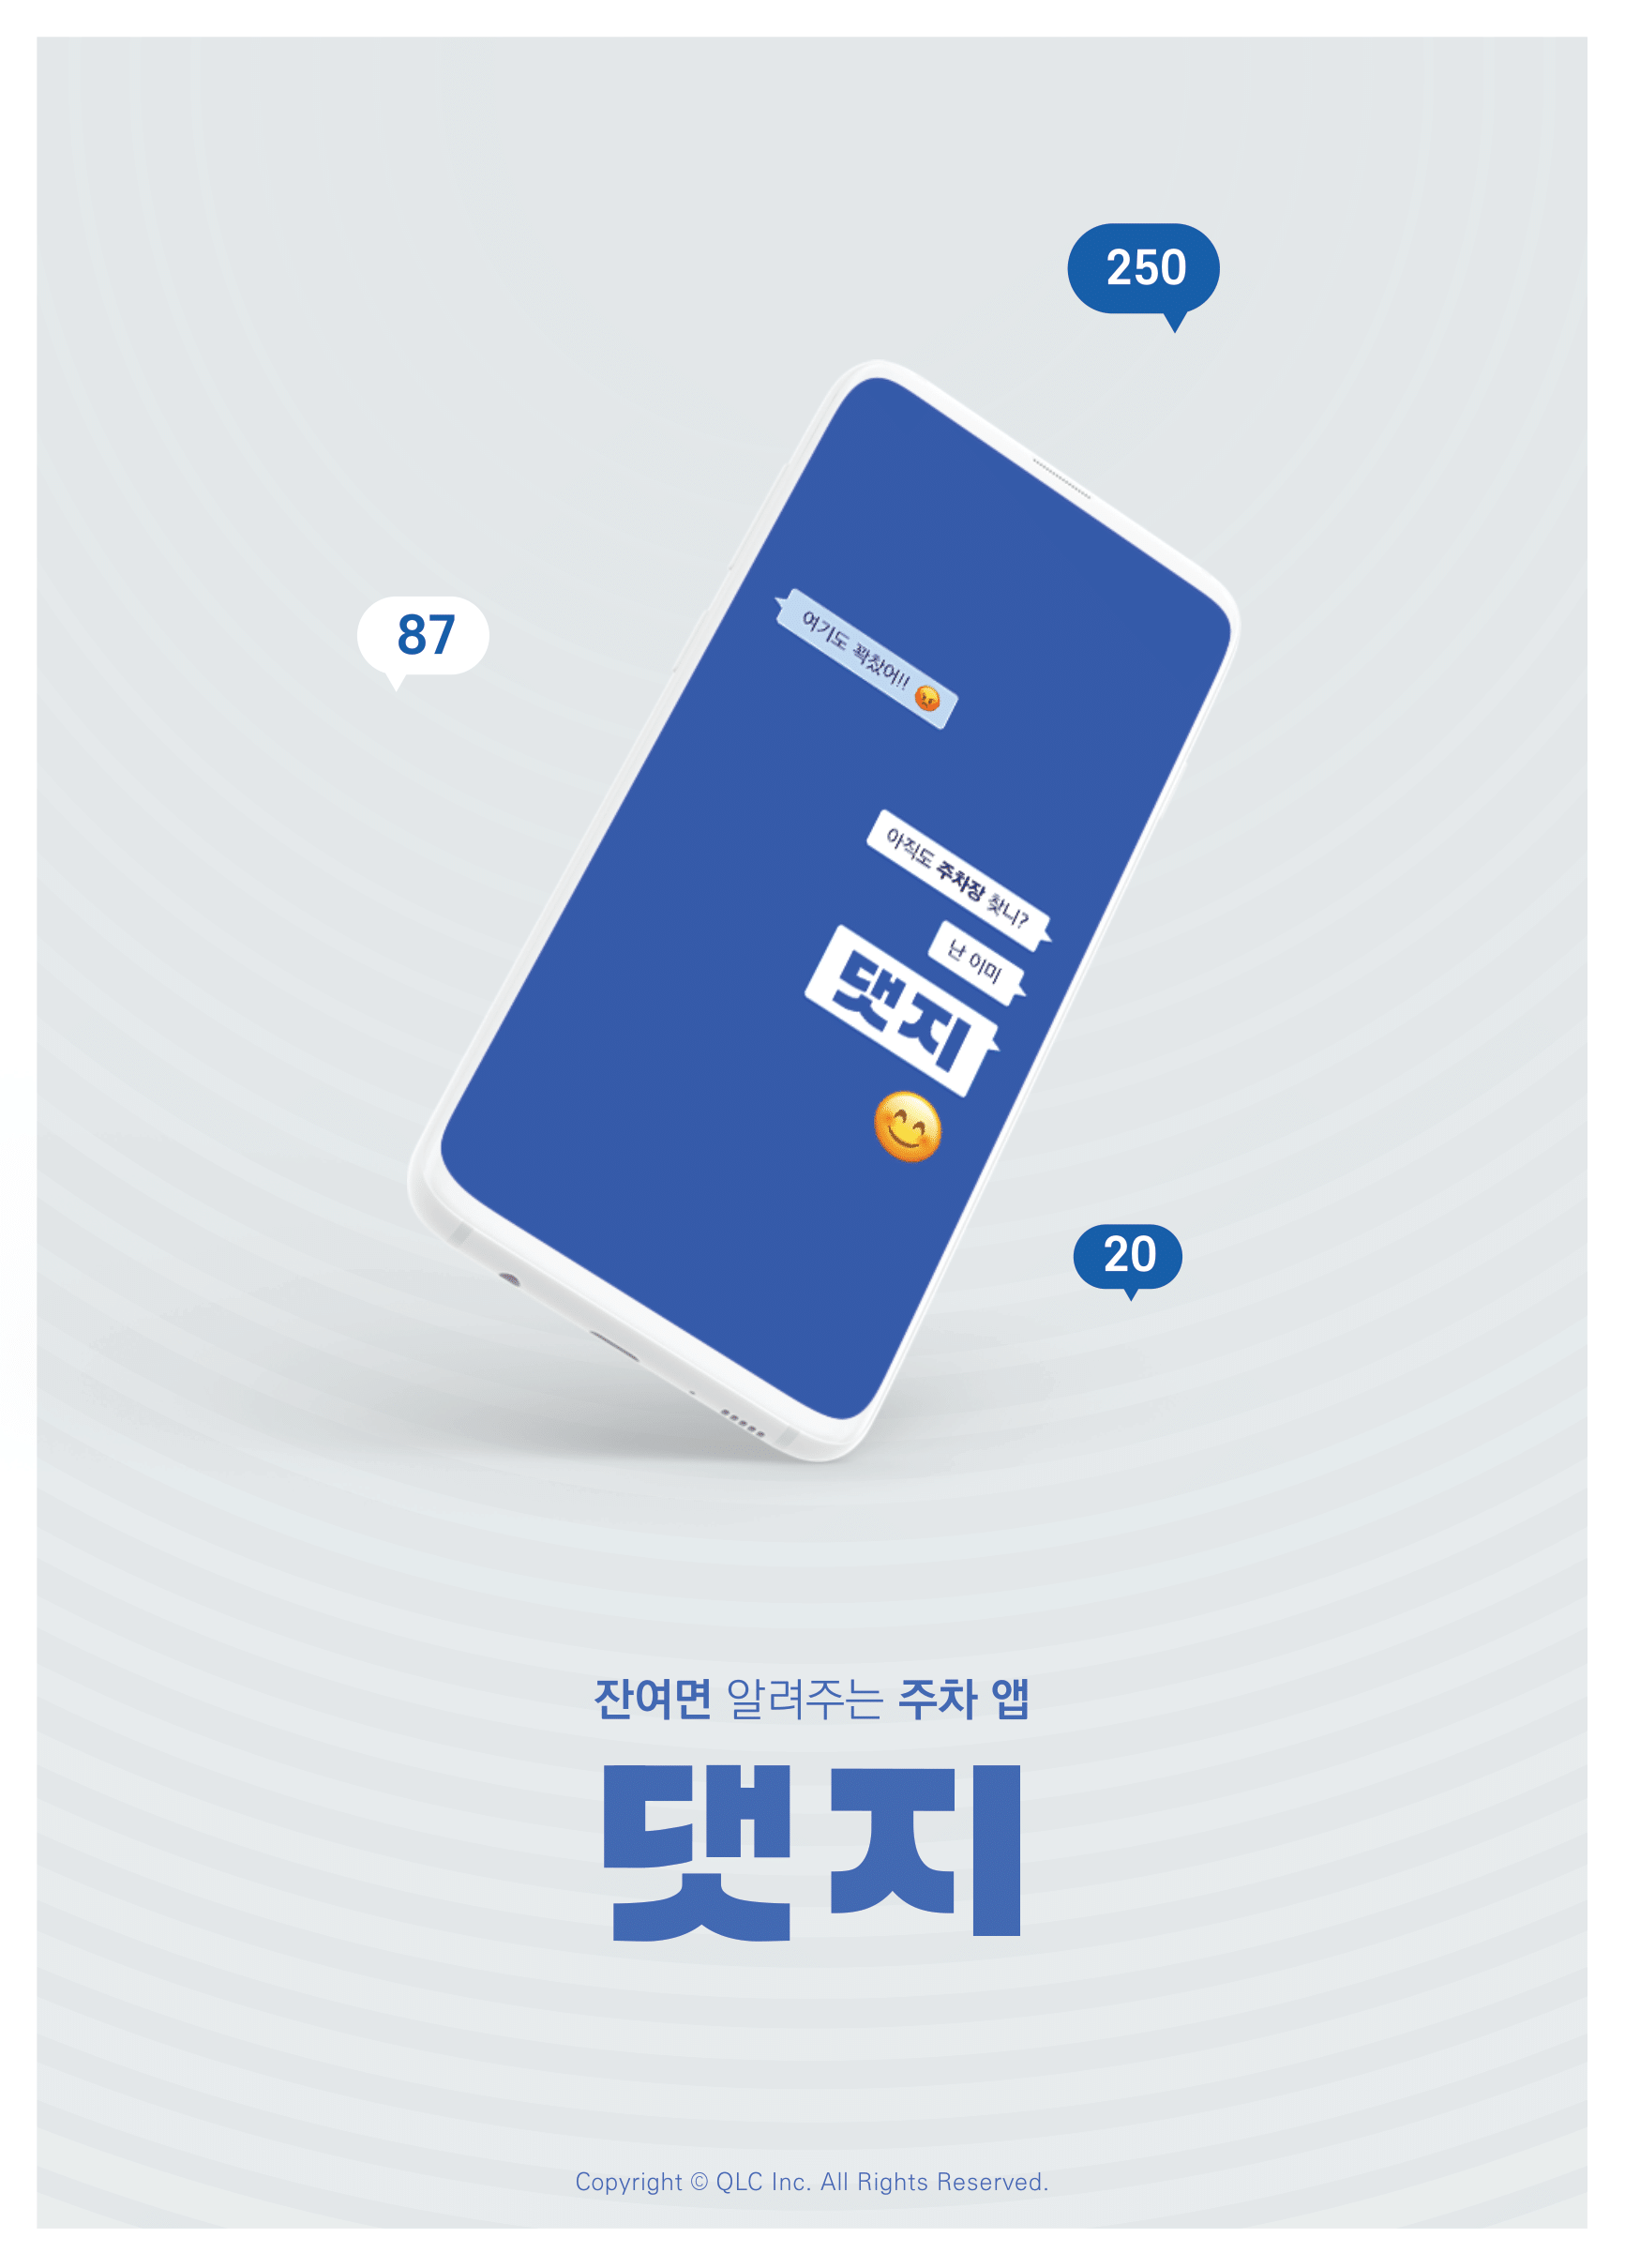 250
87
여기도 꽉찼어!! 😡
아직도 주차장 찾니?
난 이미
댓지
😊
20
잔여면 알려주는 주차 앱
댓지
Copyright © QLC Inc. All Rights Reserved.